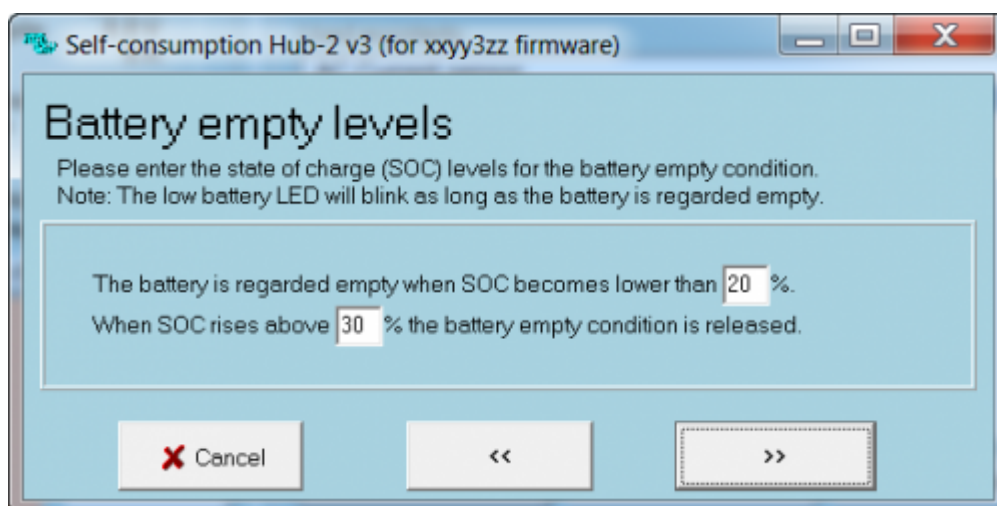 Self-consumption Hub-2 v3 (for xxyy3zz firmware)
Battery empty levels
Please enter the state of charge (SOC) levels for the battery empty condition.
Note: The low battery LED will blink as long as the battery is regarded empty.
The battery is regarded empty when SOC becomes lower than 20 %.
When SOC rises above 30 % the battery empty condition is released.
Cancel << >>